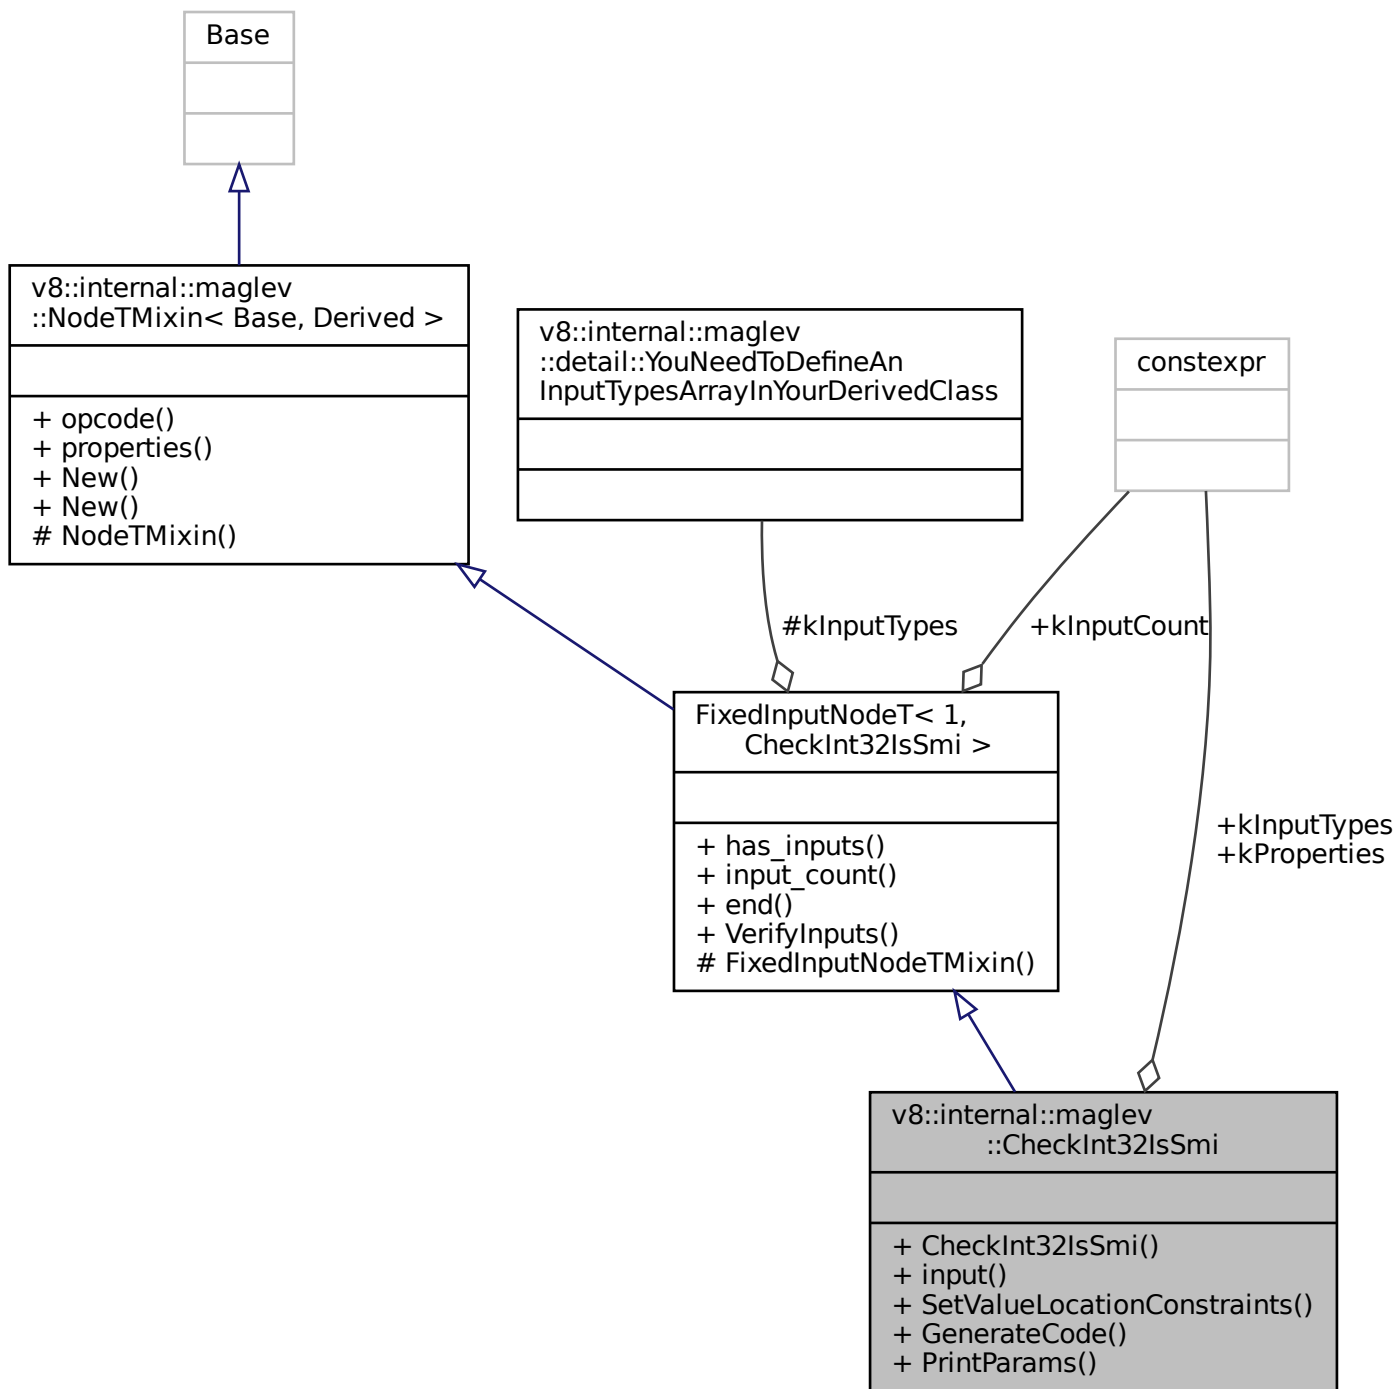 Base
v8::internal::maglev
::NodeTMixin< Base, Derived >
+ opcode()
+ properties()
+ New()
+ New()
# NodeTMixin()
v8::internal::maglev
::detail::YouNeedToDefineAn
InputTypesArrayInYourDerivedClass
constexpr
#kInputTypes
+kInputCount
FixedInputNodeT< 1,
CheckInt32IsSmi >
+ has_inputs()
+ input_count()
+ end()
+ VerifyInputs()
# FixedInputNodeTMixin()
+kInputTypes
+kProperties
v8::internal::maglev
::CheckInt32IsSmi
+ CheckInt32IsSmi()
+ input()
+ SetValueLocationConstraints()
+ GenerateCode()
+ PrintParams()